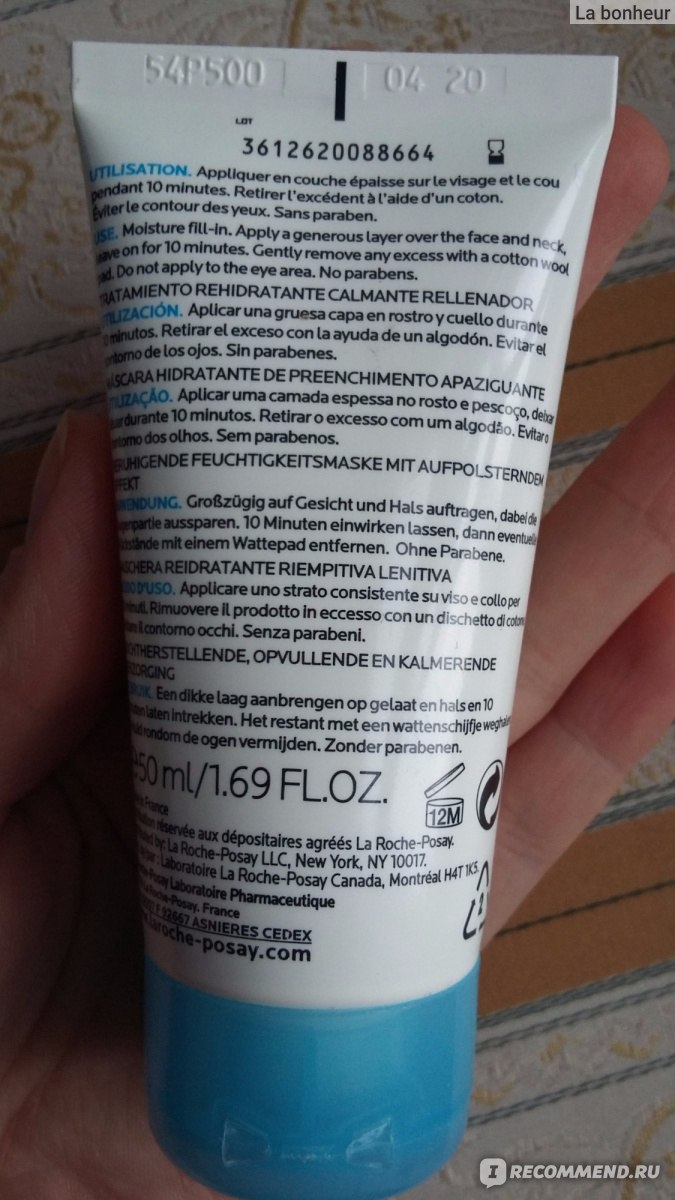 La bonheur
54P500 04 20
LOT
3612620088664
UTILISATION. Appliquer en couche épaisse sur le visage et le cou
pendant 10 minutes. Retirer l'excédent à l'aide d'un coton.
Éviter le contour des yeux. Sans paraben.
USE. Moisture fill-in. Apply a generous layer over the face and neck,
leave on for 10 minutes. Gently remove any excess with a cotton wool
pad. Do not apply to the eye area. No parabens.
TRATAMIENTO REHIDRATANTE CALMANTE RELLENADOR
UTILIZACIÓN. Aplicar una gruesa capa en rostro y cuello durante
10 minutos. Retirar el exceso con la ayuda de un algodón. Evitar el
contorno de los ojos. Sin parabenes.
MÁSCARA HIDRATANTE DE PREENCHIMENTO APAZIGUANTE
UTILIZAÇÃO. Aplicar uma camada espessa no rosto e pescoço, deixar
durante 10 minutos. Retirar o excesso com um algodão. Evitar o
contorno dos olhos. Sem parabenos.
BERUHIGENDE FEUCHTIGKEITSMASKE MIT AUFPOLSTERNDEM
EFFEKT
ANWENDUNG. Großzügig auf Gesicht und Hals auftragen, dabei die
Augenpartie aussparen. 10 Minuten einwirken lassen, dann eventuelle
Rückstände mit einem Wattepad entfernen. Ohne Parabene.
MASCHERA REIDRATANTE RIEMPITIVA LENITIVA
MODO D'USO. Applicare uno strato consistente su viso e collo per
minuti. Rimuovere il prodotto in eccesso con un dischetto di cotone
il contorno occhi. Senza parabeni.
OPVULLENDE EN KALMERENDE
VERZORGING
GEBRUIK. Een dikke laag aanbrengen op gelaat en hals en 10
minuten laten intrekken. Het restant met een wattenschijfje weghalen
rondom de ogen vermijden. Zonder parabenen.
50 ml/1.69 FL.OZ.
12M
France
réservée aux dépositaires agréés La Roche-Posay.
by: La Roche-Posay LLC, New York, NY 10017.
par: Laboratoire La Roche-Posay Canada, Montréal H4T 1K5.
La Roche-Posay Laboratoire Pharmaceutique
La Roche-Posay. France
F 92667 ASNIERES CEDEX
www.laroche-posay.com
2
IRECOMMEND.RU